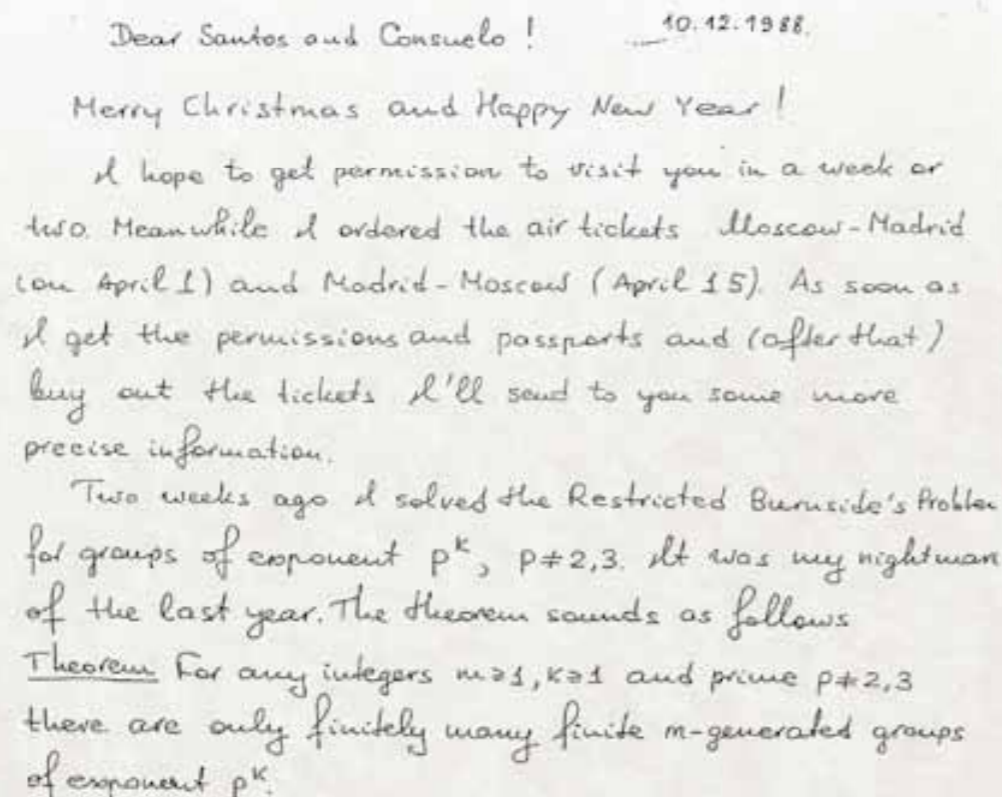 Dear Santos and Consuelo ! 10.12.1988.
Merry Christmas and Happy New Year !
I hope to get permission to visit you in a week or
two. Meanwhile I ordered the air tickets Moscow-Madrid
(on April 1) and Madrid-Moscow (April 15). As soon as
I get the permissions and passports and (after that)
buy out the tickets I'll send to you some more
precise information.
Two weeks ago I solved the Restricted Burnside's Problem
for groups of exponent p^k, p≠2,3. It was my nightmar
of the last year. The theorem sounds as follows
Theorem For any integers m≥1, k≥1 and prime p≠2,3
there are only finitely many finite m-generated groups
of exponent p^k.